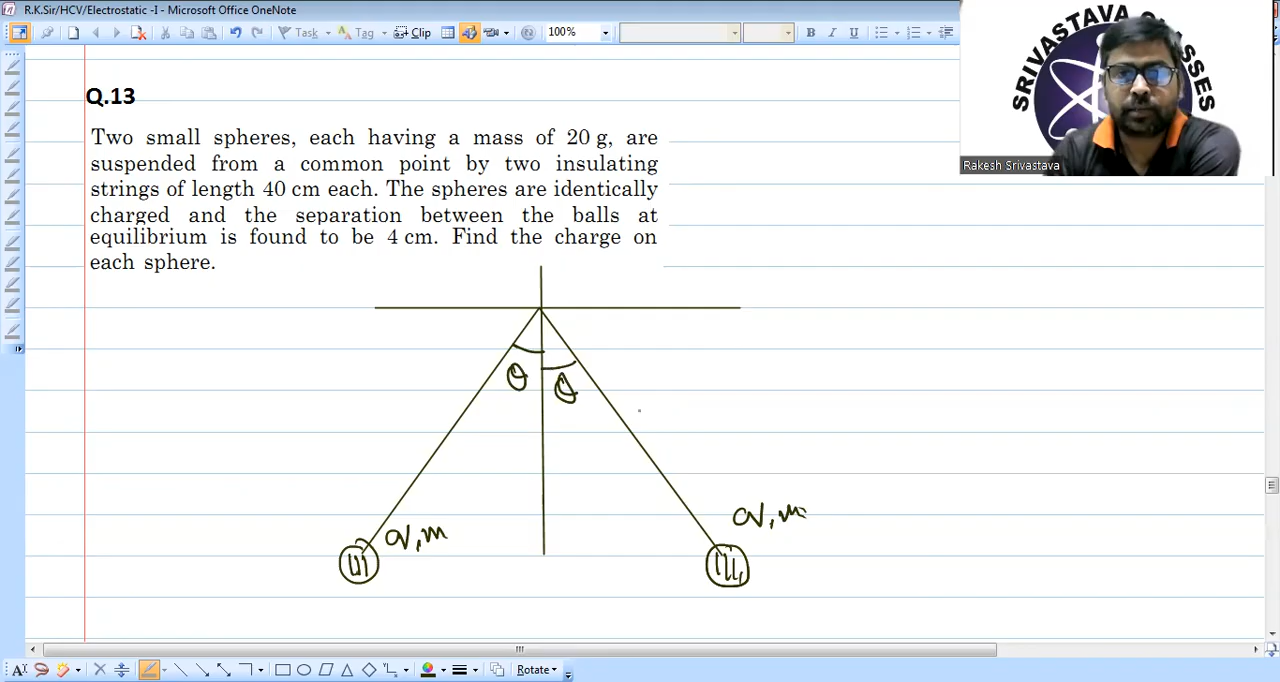 R.K.Sir/HCV/Electrostatic -I - Microsoft Office OneNote
Task
Tag
Clip
100%
B I U
SRIVASTAVA CLASSES
Rakesh Srivastava
Q.13
Two small spheres, each having a mass of 20 g, are
suspended from a common point by two insulating
strings of length 40 cm each. The spheres are identically
charged and the separation between the balls at
equilibrium is found to be 4 cm. Find the charge on
each sphere.
θ θ
q, m
q, m
Rotate